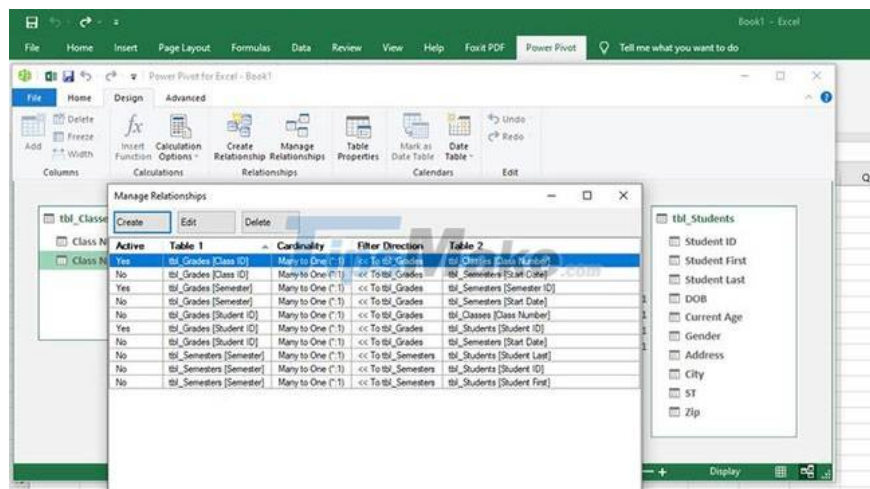 Book1 - Excel
File Home Insert Page Layout Formulas Data Review View Help Foxit PDF Power Pivot Tell me what you want to do
Power Pivot for Excel - Book1
File Home Design Advanced
Add
Delete
Freeze
Width
Insert Function
Calculation Options
Create Relationship
Manage Relationships
Table Properties
Mark as Date Table
Date Table
Undo
Redo
Columns Calculations Relationships Calendars Edit
Q
Manage Relationships
Create Edit Delete
Active Table 1 Cardinality Filter Direction Table 2
Yes tbl_Grades [Class ID] Many to One (*:1) << To tbl_Grades tbl_Classes [Class Number]
No tbl_Grades [Class ID] Many to One (*:1) << To tbl_Grades tbl_Semesters [Start Date]
Yes tbl_Grades [Semester] Many to One (*:1) << To tbl_Grades tbl_Semesters [Semester ID]
No tbl_Grades [Semester] Many to One (*:1) << To tbl_Grades tbl_Semesters [Start Date]
No tbl_Grades [Student ID] Many to One (*:1) << To tbl_Grades tbl_Classes [Class Number]
Yes tbl_Grades [Student ID] Many to One (*:1) << To tbl_Grades tbl_Students [Student ID]
No tbl_Grades [Student ID] Many to One (*:1) << To tbl_Grades tbl_Semesters [Start Date]
No tbl_Semesters [Semester] Many to One (*:1) << To tbl_Semesters tbl_Students [Student Last]
No tbl_Semesters [Semester] Many to One (*:1) << To tbl_Semesters tbl_Students [Student ID]
No tbl_Semesters [Semester] Many to One (*:1) << To tbl_Semesters tbl_Students [Student First]
TipsMake.com
tbl_Classe
Class N
Class N
tbl_Students
Student ID
Student First
Student Last
DOB
Current Age
Gender
Address
City
ST
Zip
1
1
1
1
Display